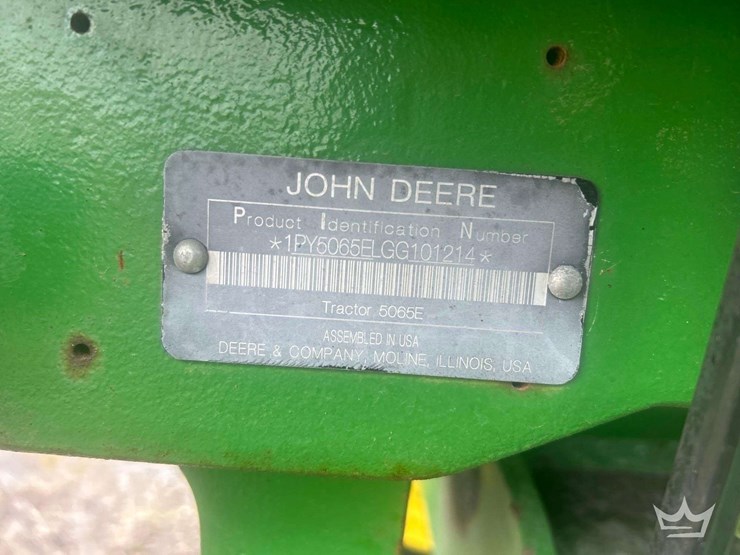 JOHN DEERE
Product Identification Number
*1PY5065ELGG101214*
Tractor 5065E
ASSEMBLED IN USA
DEERE & COMPANY, MOLINE, ILLINOIS, USA